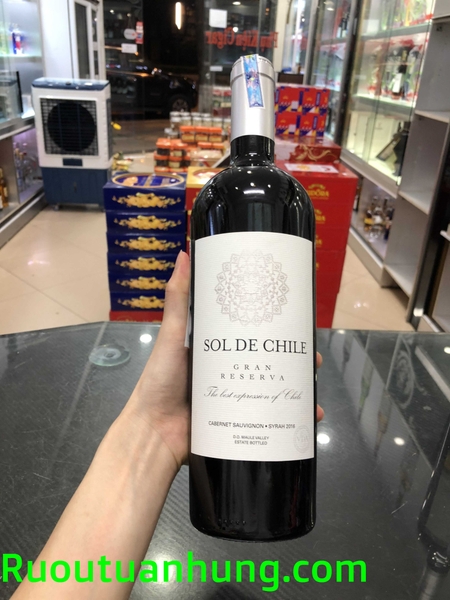 SOL DE CHILE
GRAN
RESERVA
The best expression of Chile
CABERNET SAUVIGNON • SYRAH 2018
D.O. MAULE VALLEY
ESTATE BOTTLED
Ruoutuanhung.com